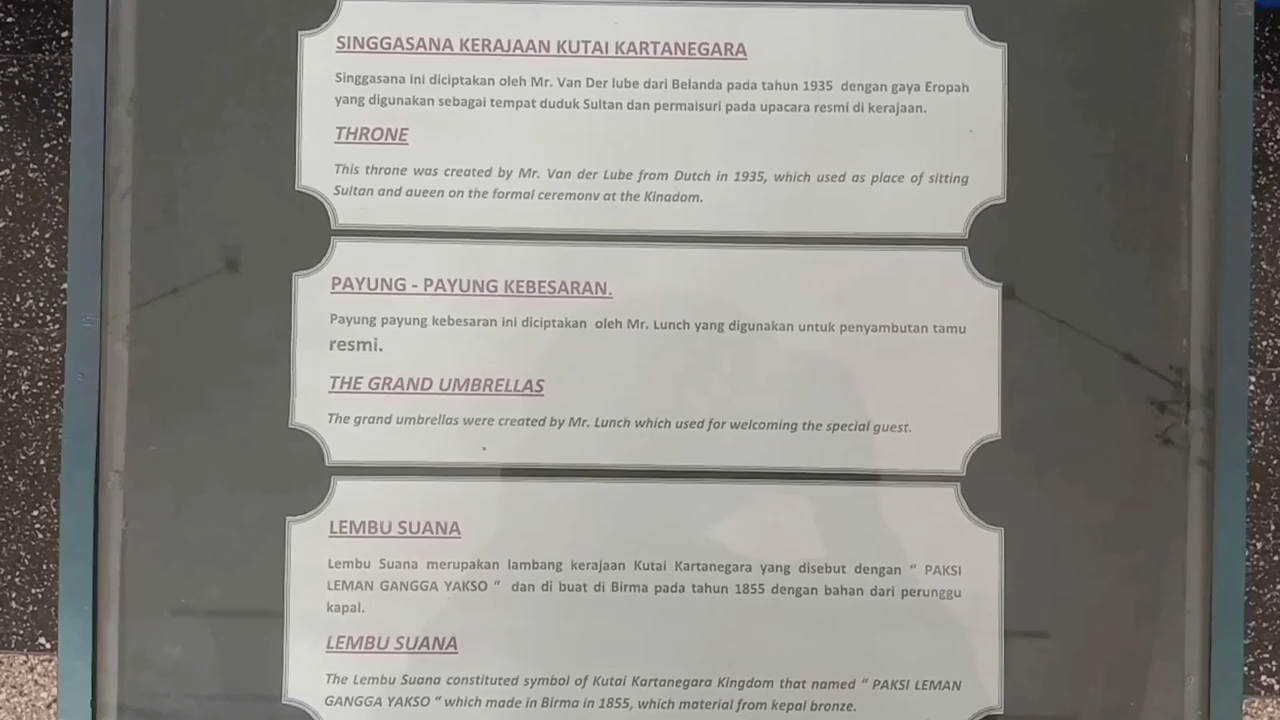 SINGGASANA KERAJAAN KUTAI KARTANEGARA
Singgasana ini diciptakan oleh Mr. Van Der lube dari Belanda pada tahun 1935 dengan gaya Eropah
yang digunakan sebagai tempat duduk Sultan dan permaisuri pada upacara resmi di kerajaan.
THRONE
This throne was created by Mr. Van der Lube from Dutch in 1935, which used as place of sitting
Sultan and queen on the formal ceremony at the Kingdom.
PAYUNG - PAYUNG KEBESARAN.
Payung payung kebesaran ini diciptakan oleh Mr. Lunch yang digunakan untuk penyambutan tamu
resmi.
THE GRAND UMBRELLAS
The grand umbrellas were created by Mr. Lunch which used for welcoming the special guest.
LEMBU SUANA
Lembu Suana merupakan lambang kerajaan Kutai Kartanegara yang disebut dengan “ PAKSI
LEMAN GANGGA YAKSO “ dan di buat di Birma pada tahun 1855 dengan bahan dari perunggu
kapal.
LEMBU SUANA
The Lembu Suana constituted symbol of Kutai Kartanegara Kingdom that named “ PAKSI LEMAN
GANGGA YAKSO “ which made in Birma in 1855, which material from kepal bronze.